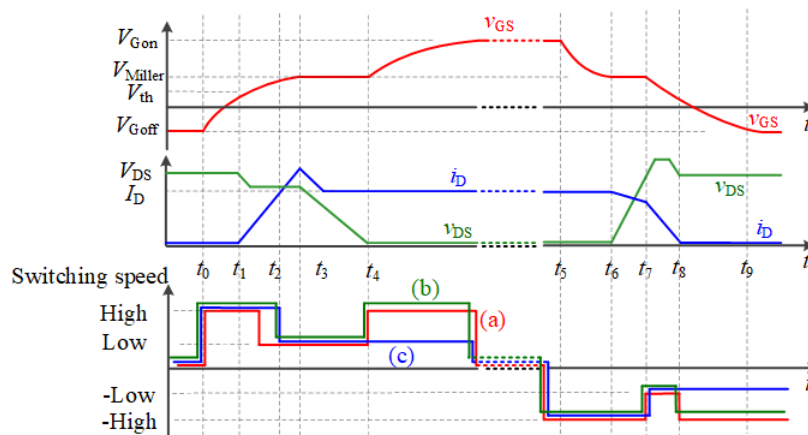 V_Gon
v_GS
V_Miller
V_th
V_Goff
v_GS
t
V_DS
I_D
i_D
v_DS
v_DS
i_D
t_0 t_1 t_2 t_3 t_4 t_5 t_6 t_7 t_8 t_9 t
Switching speed
(b)
High
(a)
Low
(c)
t
-Low
-High